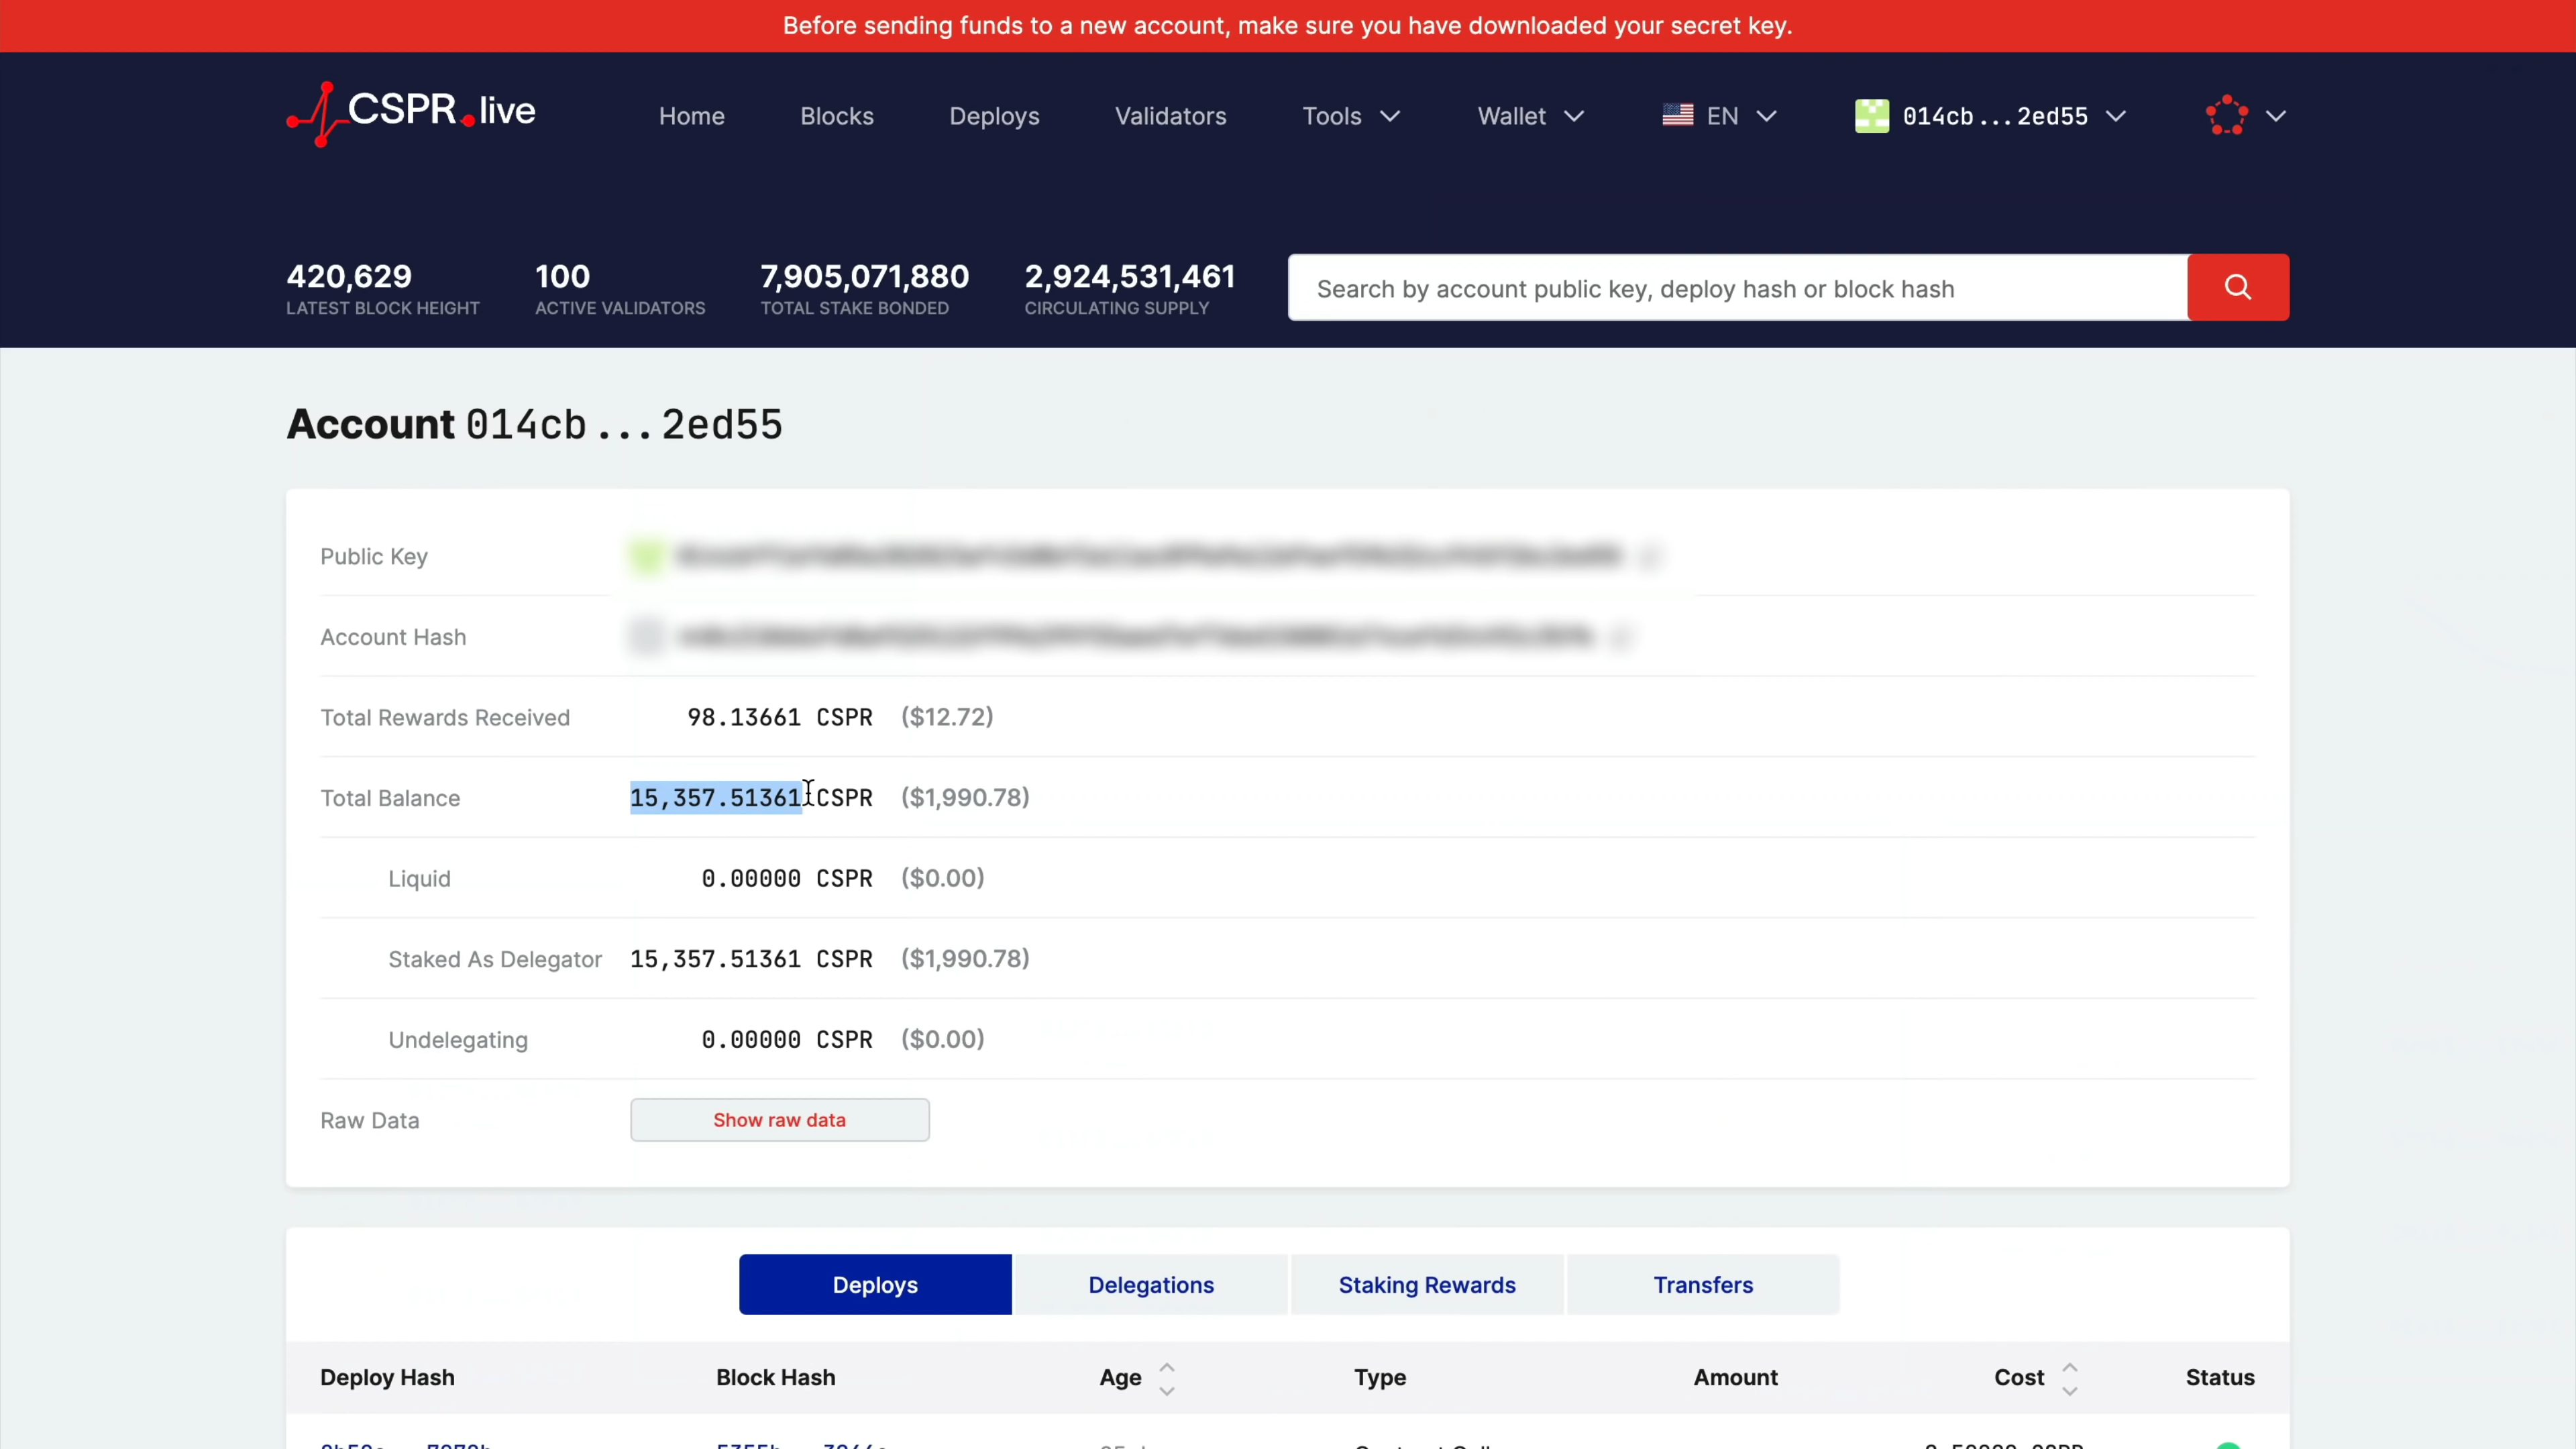 Before sending funds to a new account, make sure you have downloaded your secret key.
CSPR.live Home Blocks Deploys Validators Tools Wallet EN 014cb...2ed55
420,629 100 7,905,071,880 2,924,531,461
LATEST BLOCK HEIGHT ACTIVE VALIDATORS TOTAL STAKE BONDED CIRCULATING SUPPLY
Search by account public key, deploy hash or block hash
Account 014cb...2ed55
Public Key
Account Hash
Total Rewards Received 98.13661 CSPR ($12.72)
Total Balance 15,357.51361 CSPR ($1,990.78)
Liquid 0.00000 CSPR ($0.00)
Staked As Delegator 15,357.51361 CSPR ($1,990.78)
Undelegating 0.00000 CSPR ($0.00)
Raw Data Show raw data
Deploys Delegations Staking Rewards Transfers
Deploy Hash Block Hash Age Type Amount Cost Status